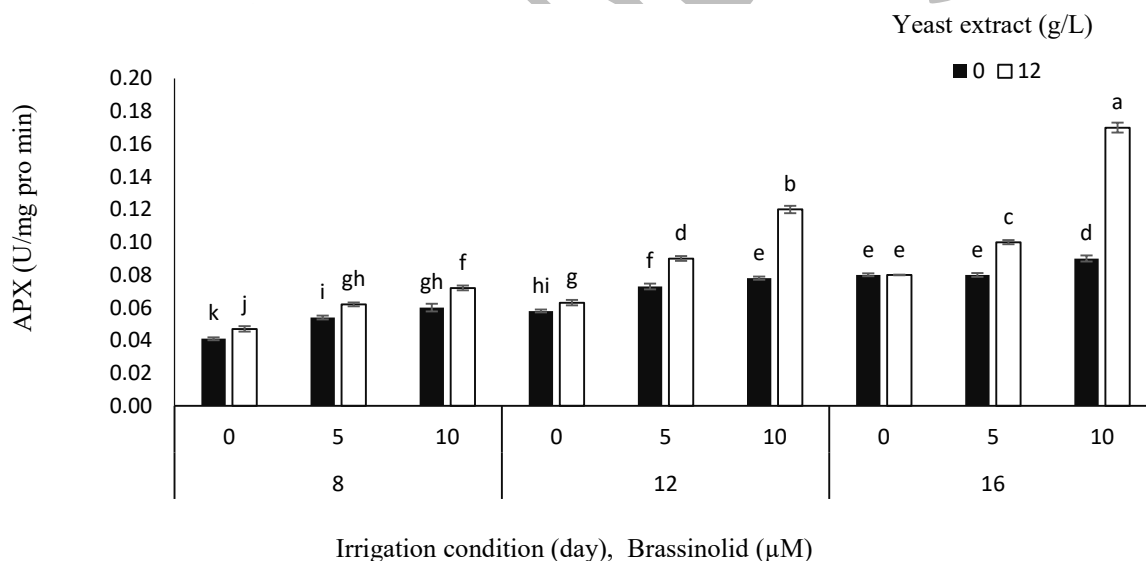 Yeast extract (g/L)
0 12
APX (U/mg pro min)
0.20
0.18
0.16
0.14
0.12
0.10
0.08
0.06
0.04
0.02
0.00
k j i gh gh f hi g f d e b e e e c d a
0 5 10 0 5 10 0 5 10
8 12 16
Irrigation condition (day), Brassinolid (µM)